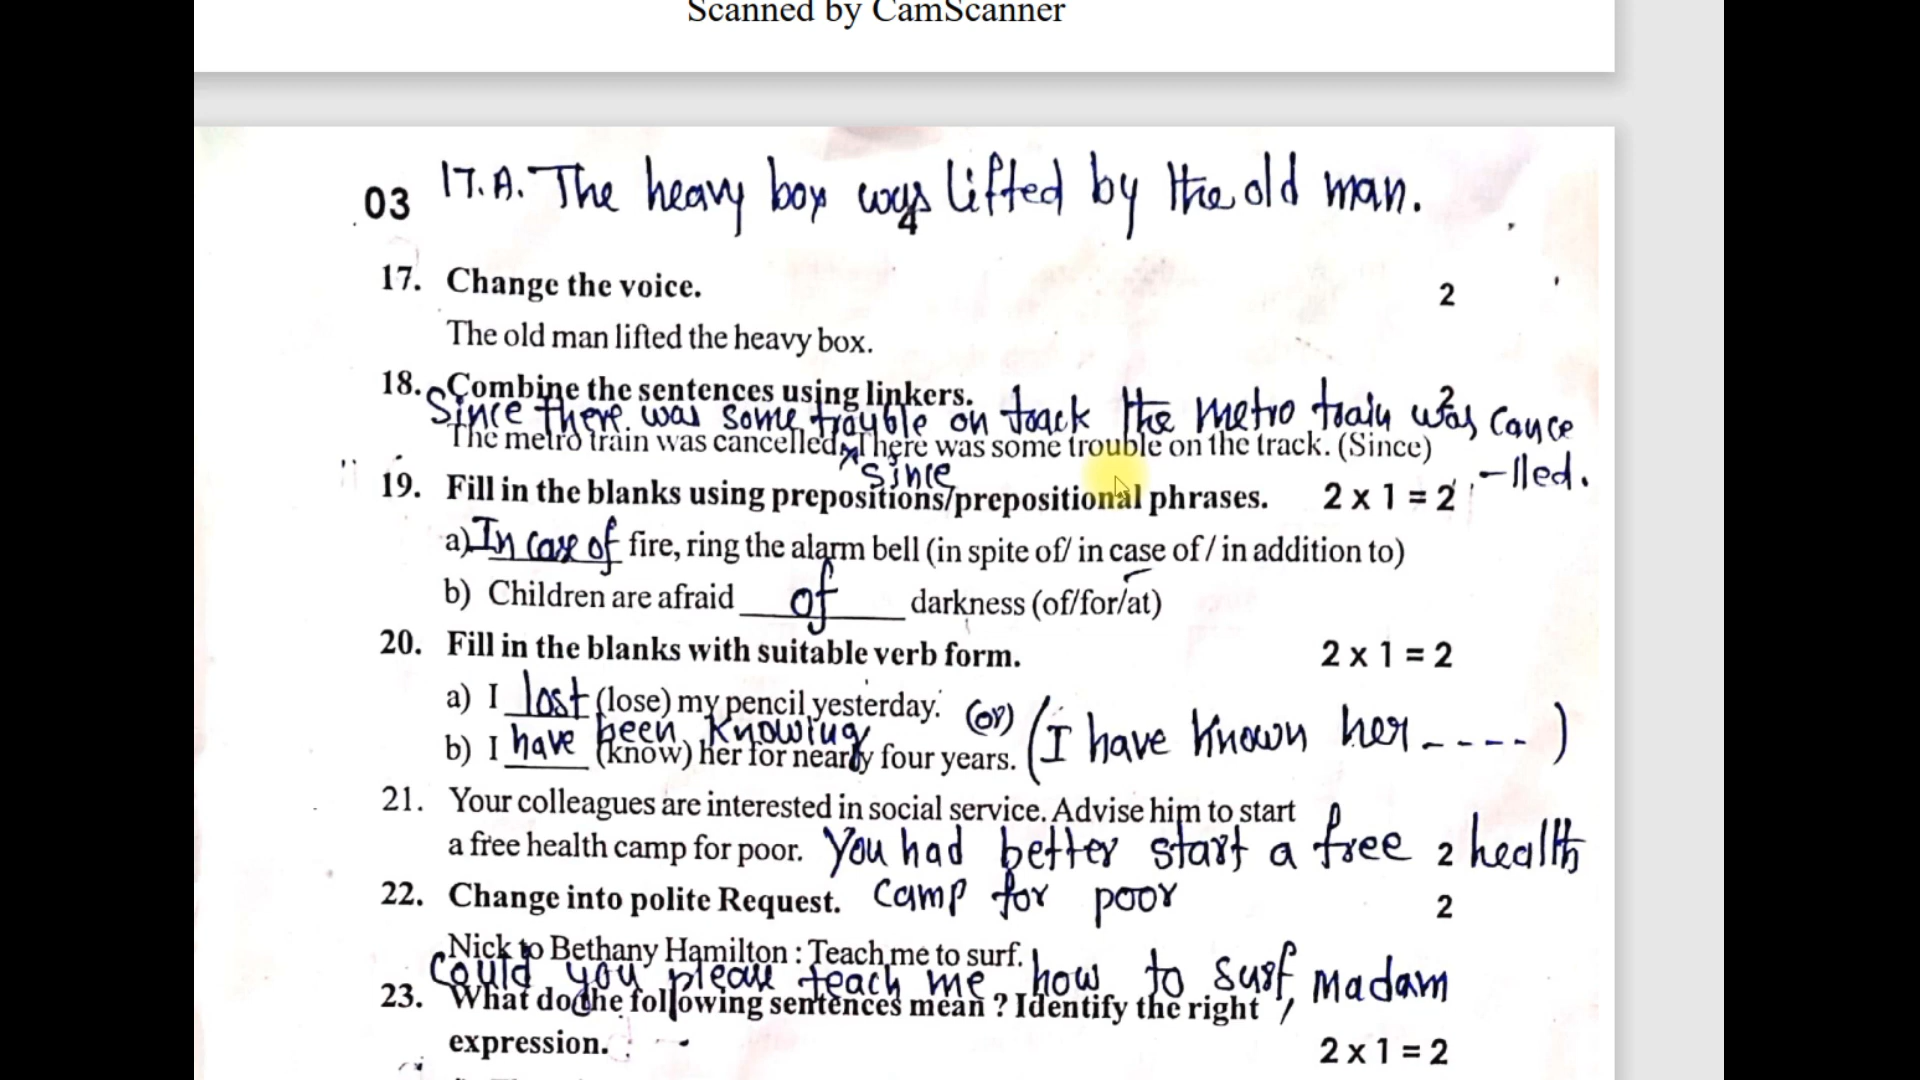 Scanned by CamScanner
03 17.A. The heavy box was lifted by the old man.
4
17. Change the voice. 2
The old man lifted the heavy box.
18. Combine the sentences using linkers. 2
Since there was some trouble on track the metro train was cance
The metro train was cancelled. There was some trouble on the track. (Since)
-lled.
since
19. Fill in the blanks using prepositions/prepositional phrases. 2 x 1 = 2
a) In case of fire, ring the alarm bell (in spite of/ in case of / in addition to)
b) Children are afraid of darkness (of/for/at)
20. Fill in the blanks with suitable verb form. 2 x 1 = 2
a) I lost (lose) my pencil yesterday. (or) (I have known her ----)
been knowing
b) I have (know) her for nearly four years.
21. Your colleagues are interested in social service. Advise him to start
a free health camp for poor. You had better start a free 2 health
camp for poor
22. Change into polite Request. 2
Nick to Bethany Hamilton : Teach me to surf.
Could you please teach me how to surf, Madam
23. What do the following sentences mean ? Identify the right
expression. 2 x 1 = 2